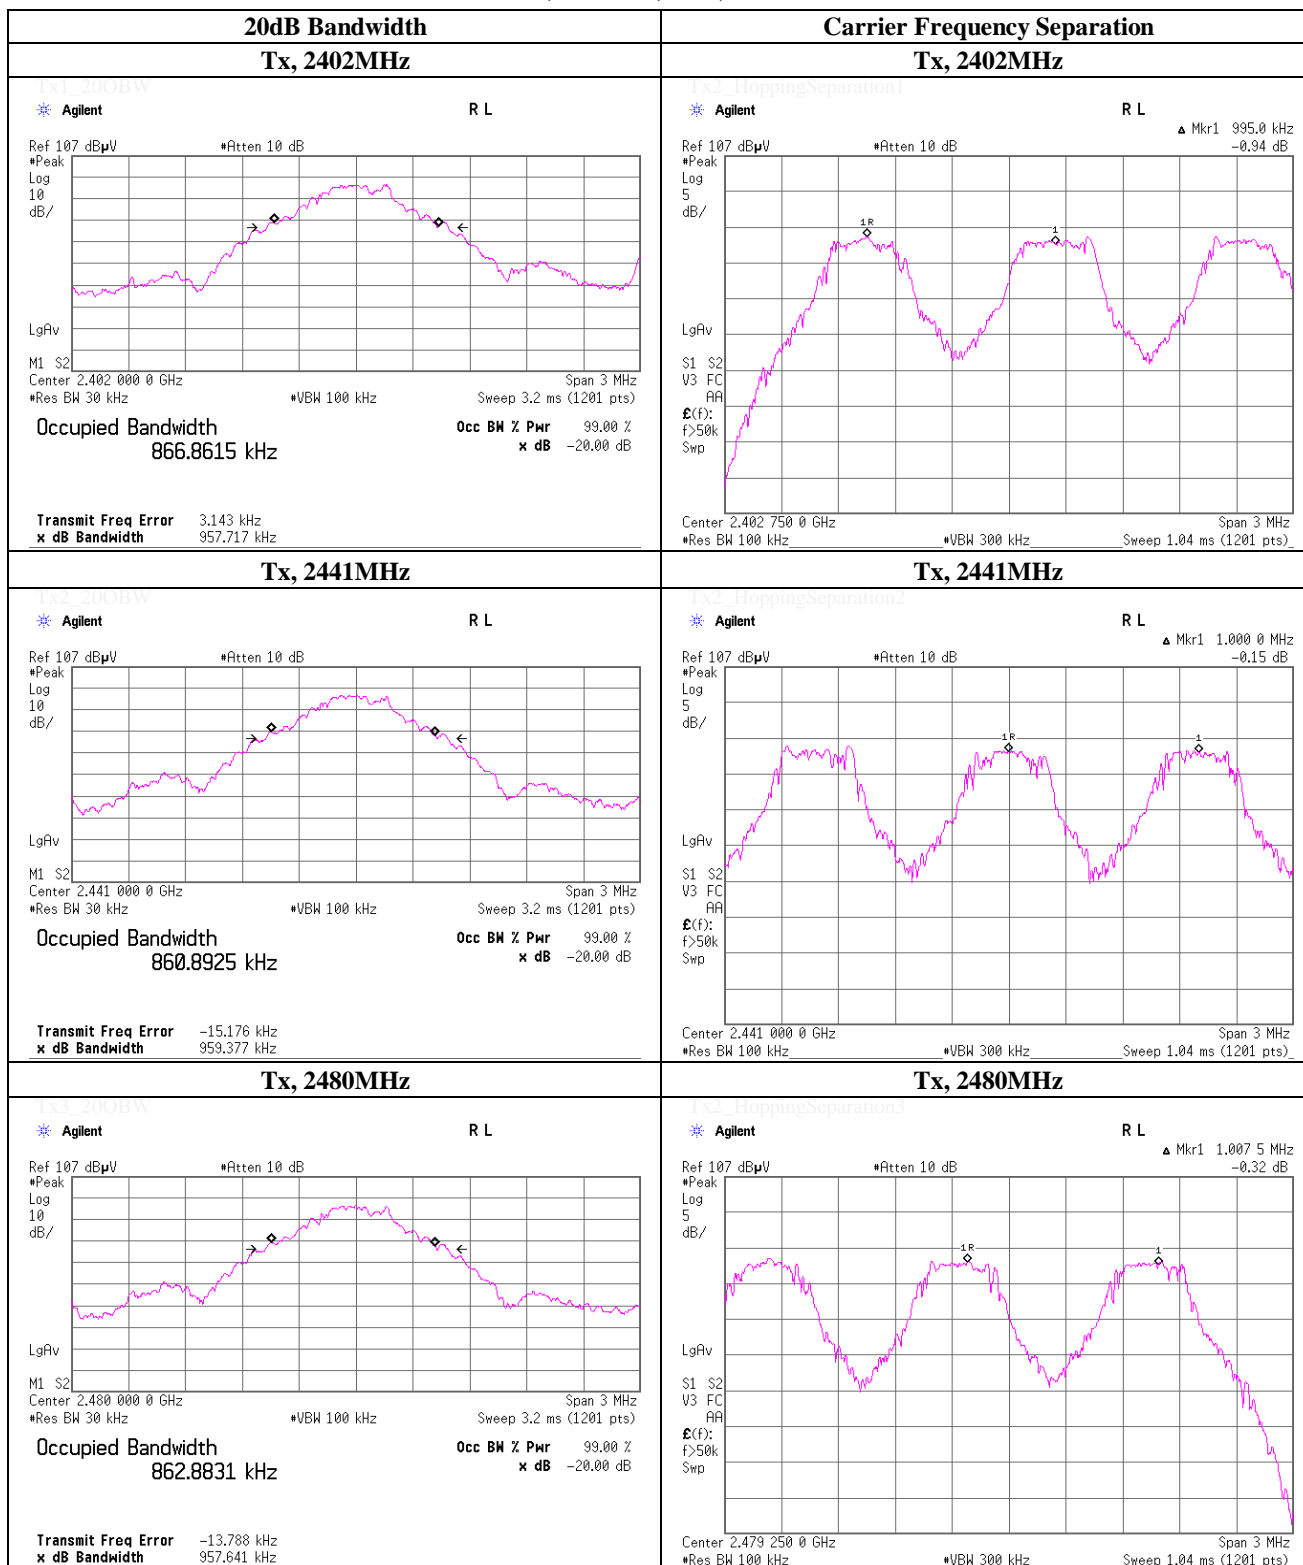 20dB Bandwidth
Carrier Frequency Separation
Tx, 2402MHz
Tx, 2402MHz
Tx1_20OBW
Agilent
R L
Ref 107 dBµV
#Atten 10 dB
#Peak
Log
10
dB/
LgAv
M1 S2
Center 2.402 000 0 GHz
Span 3 MHz
#Res BW 30 kHz
#VBW 100 kHz
Sweep 3.2 ms (1201 pts)
Occupied Bandwidth
866.8615 kHz
Occ BW % Pwr 99.00 %
x dB -20.00 dB
Transmit Freq Error 3.143 kHz
x dB Bandwidth 957.717 kHz
Tx2_HoppingSeparation1
Agilent
R L
Δ Mkr1 995.0 kHz
Ref 107 dBµV
#Atten 10 dB
-0.94 dB
#Peak
Log
5
dB/
1R
1
LgAv
S1 S2
V3 FC
AA
£(f):
f>50k
Swp
Center 2.402 750 0 GHz
Span 3 MHz
#Res BW 100 kHz
#VBW 300 kHz
Sweep 1.04 ms (1201 pts)
Tx, 2441MHz
Tx, 2441MHz
Tx2_20OBW
Agilent
R L
Ref 107 dBµV
#Atten 10 dB
#Peak
Log
10
dB/
LgAv
M1 S2
Center 2.441 000 0 GHz
Span 3 MHz
#Res BW 30 kHz
#VBW 100 kHz
Sweep 3.2 ms (1201 pts)
Occupied Bandwidth
860.8925 kHz
Occ BW % Pwr 99.00 %
x dB -20.00 dB
Transmit Freq Error -15.176 kHz
x dB Bandwidth 959.377 kHz
Tx2_HoppingSeparation2
Agilent
R L
Δ Mkr1 1.000 0 MHz
Ref 107 dBµV
#Atten 10 dB
-0.15 dB
#Peak
Log
5
dB/
1R
1
LgAv
S1 S2
V3 FC
AA
£(f):
f>50k
Swp
Center 2.441 000 0 GHz
Span 3 MHz
#Res BW 100 kHz
#VBW 300 kHz
Sweep 1.04 ms (1201 pts)
Tx, 2480MHz
Tx, 2480MHz
Tx3_20OBW
Agilent
R L
Ref 107 dBµV
#Atten 10 dB
#Peak
Log
10
dB/
LgAv
M1 S2
Center 2.480 000 0 GHz
Span 3 MHz
#Res BW 30 kHz
#VBW 100 kHz
Sweep 3.2 ms (1201 pts)
Occupied Bandwidth
862.8831 kHz
Occ BW % Pwr 99.00 %
x dB -20.00 dB
Transmit Freq Error -13.788 kHz
x dB Bandwidth 957.641 kHz
Tx2_HoppingSeparation3
Agilent
R L
Δ Mkr1 1.007 5 MHz
Ref 107 dBµV
#Atten 10 dB
-0.32 dB
#Peak
Log
5
dB/
1R
1
LgAv
S1 S2
V3 FC
AA
£(f):
f>50k
Swp
Center 2.479 250 0 GHz
Span 3 MHz
#Res BW 100 kHz
#VBW 300 kHz
Sweep 1.04 ms (1201 pts)